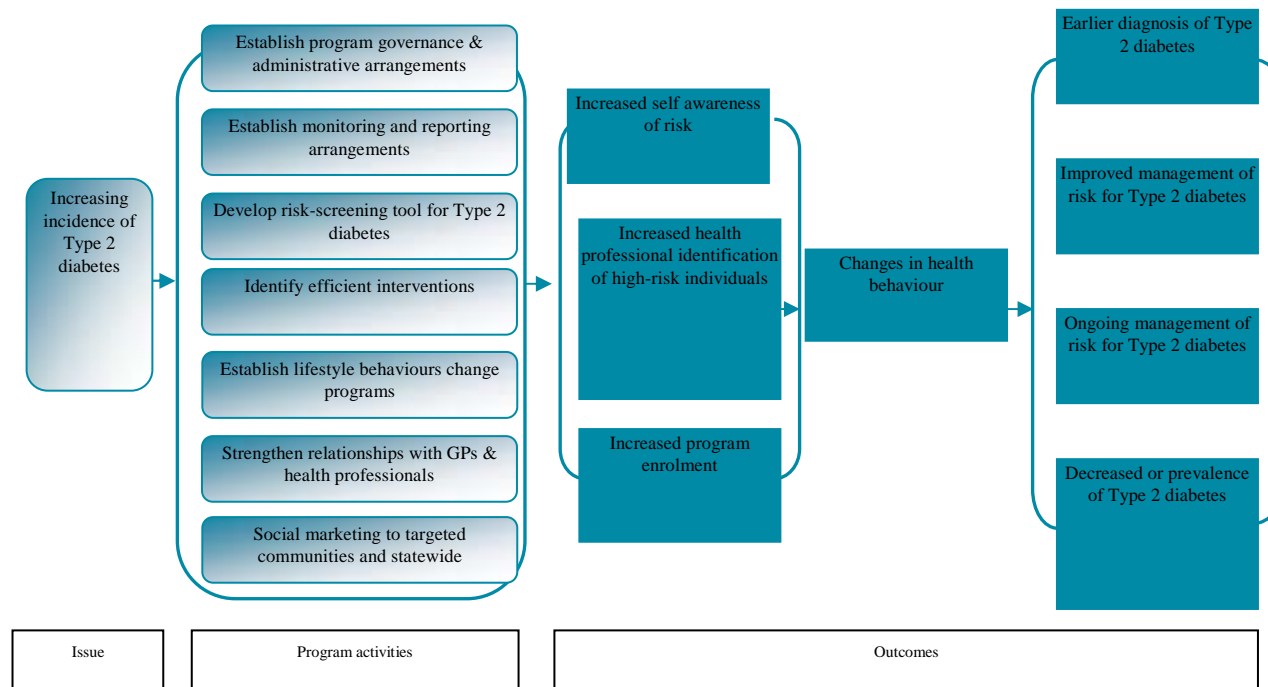 Increasing
incidence of
Type 2
diabetes
Establish program governance &
administrative arrangements
Establish monitoring and reporting
arrangements
Develop risk-screening tool for Type 2
diabetes
Identify efficient interventions
Establish lifestyle behaviours change
programs
Strengthen relationships with GPs &
health professionals
Social marketing to targeted
communities and statewide
Increased self awareness
of risk
Increased health
professional identification
of high-risk individuals
Increased program
enrolment
Changes in health
behaviour
Earlier diagnosis of Type
2 diabetes
Improved management of
risk for Type 2 diabetes
Ongoing management of
risk for Type 2 diabetes
Decreased or prevalence
of Type 2 diabetes
Issue
Program activities
Outcomes